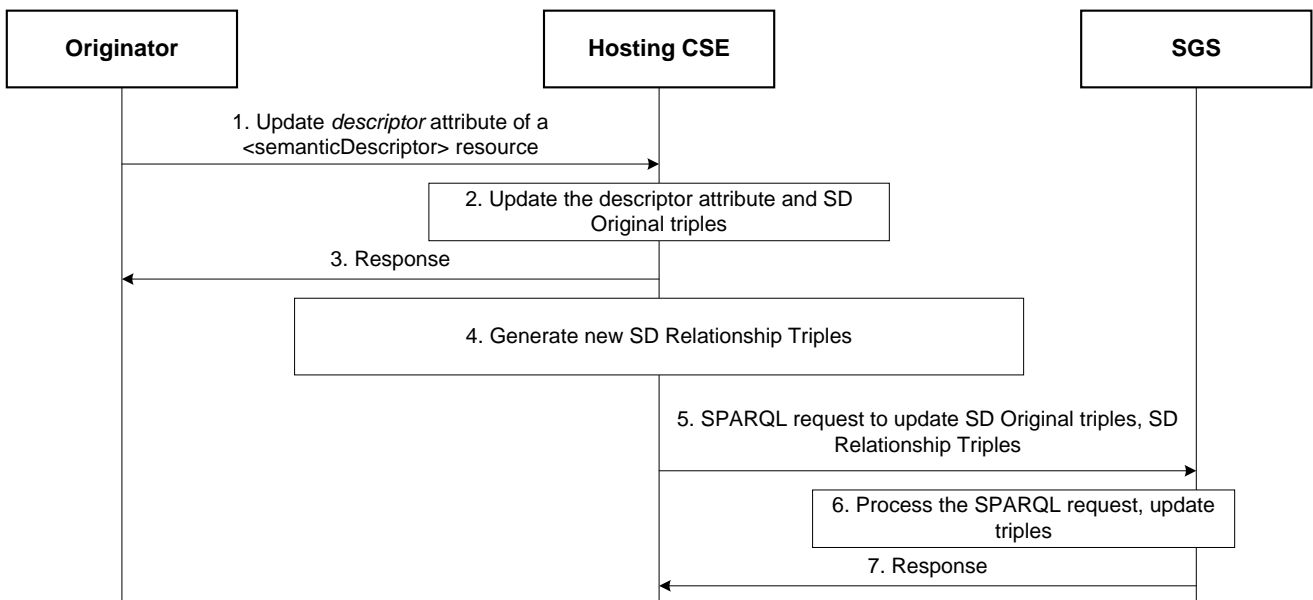 Originator
Hosting CSE
SGS
1. Update descriptor attribute of a
<semanticDescriptor> resource
2. Update the descriptor attribute and SD
Original triples
3. Response
4. Generate new SD Relationship Triples
5. SPARQL request to update SD Original triples, SD
Relationship Triples
6. Process the SPARQL request, update
triples
7. Response